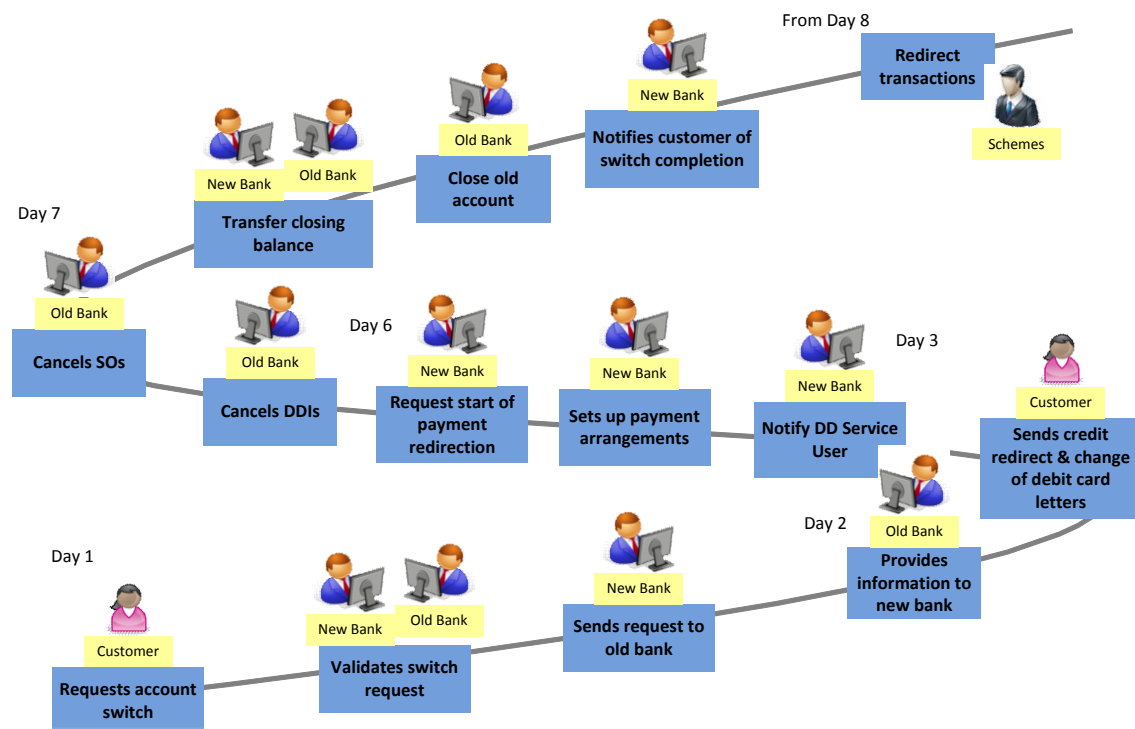 From Day 8
Redirect
transactions
Schemes
New Bank
Notifies customer of
switch completion
Old Bank
Close old
account
New Bank
Old Bank
Transfer closing
balance
Day 7
Old Bank
Cancels SOs
Old Bank
Cancels DDIs
Day 6
New Bank
Request start of
payment
redirection
New Bank
Sets up payment
arrangements
New Bank
Notify DD Service
User
Day 3
Customer
Sends credit
redirect & change
of debit card
letters
Day 2
Old Bank
Provides
information to
new bank
New Bank
Sends request to
old bank
New Bank
Old Bank
Validates switch
request
Day 1
Customer
Requests account
switch